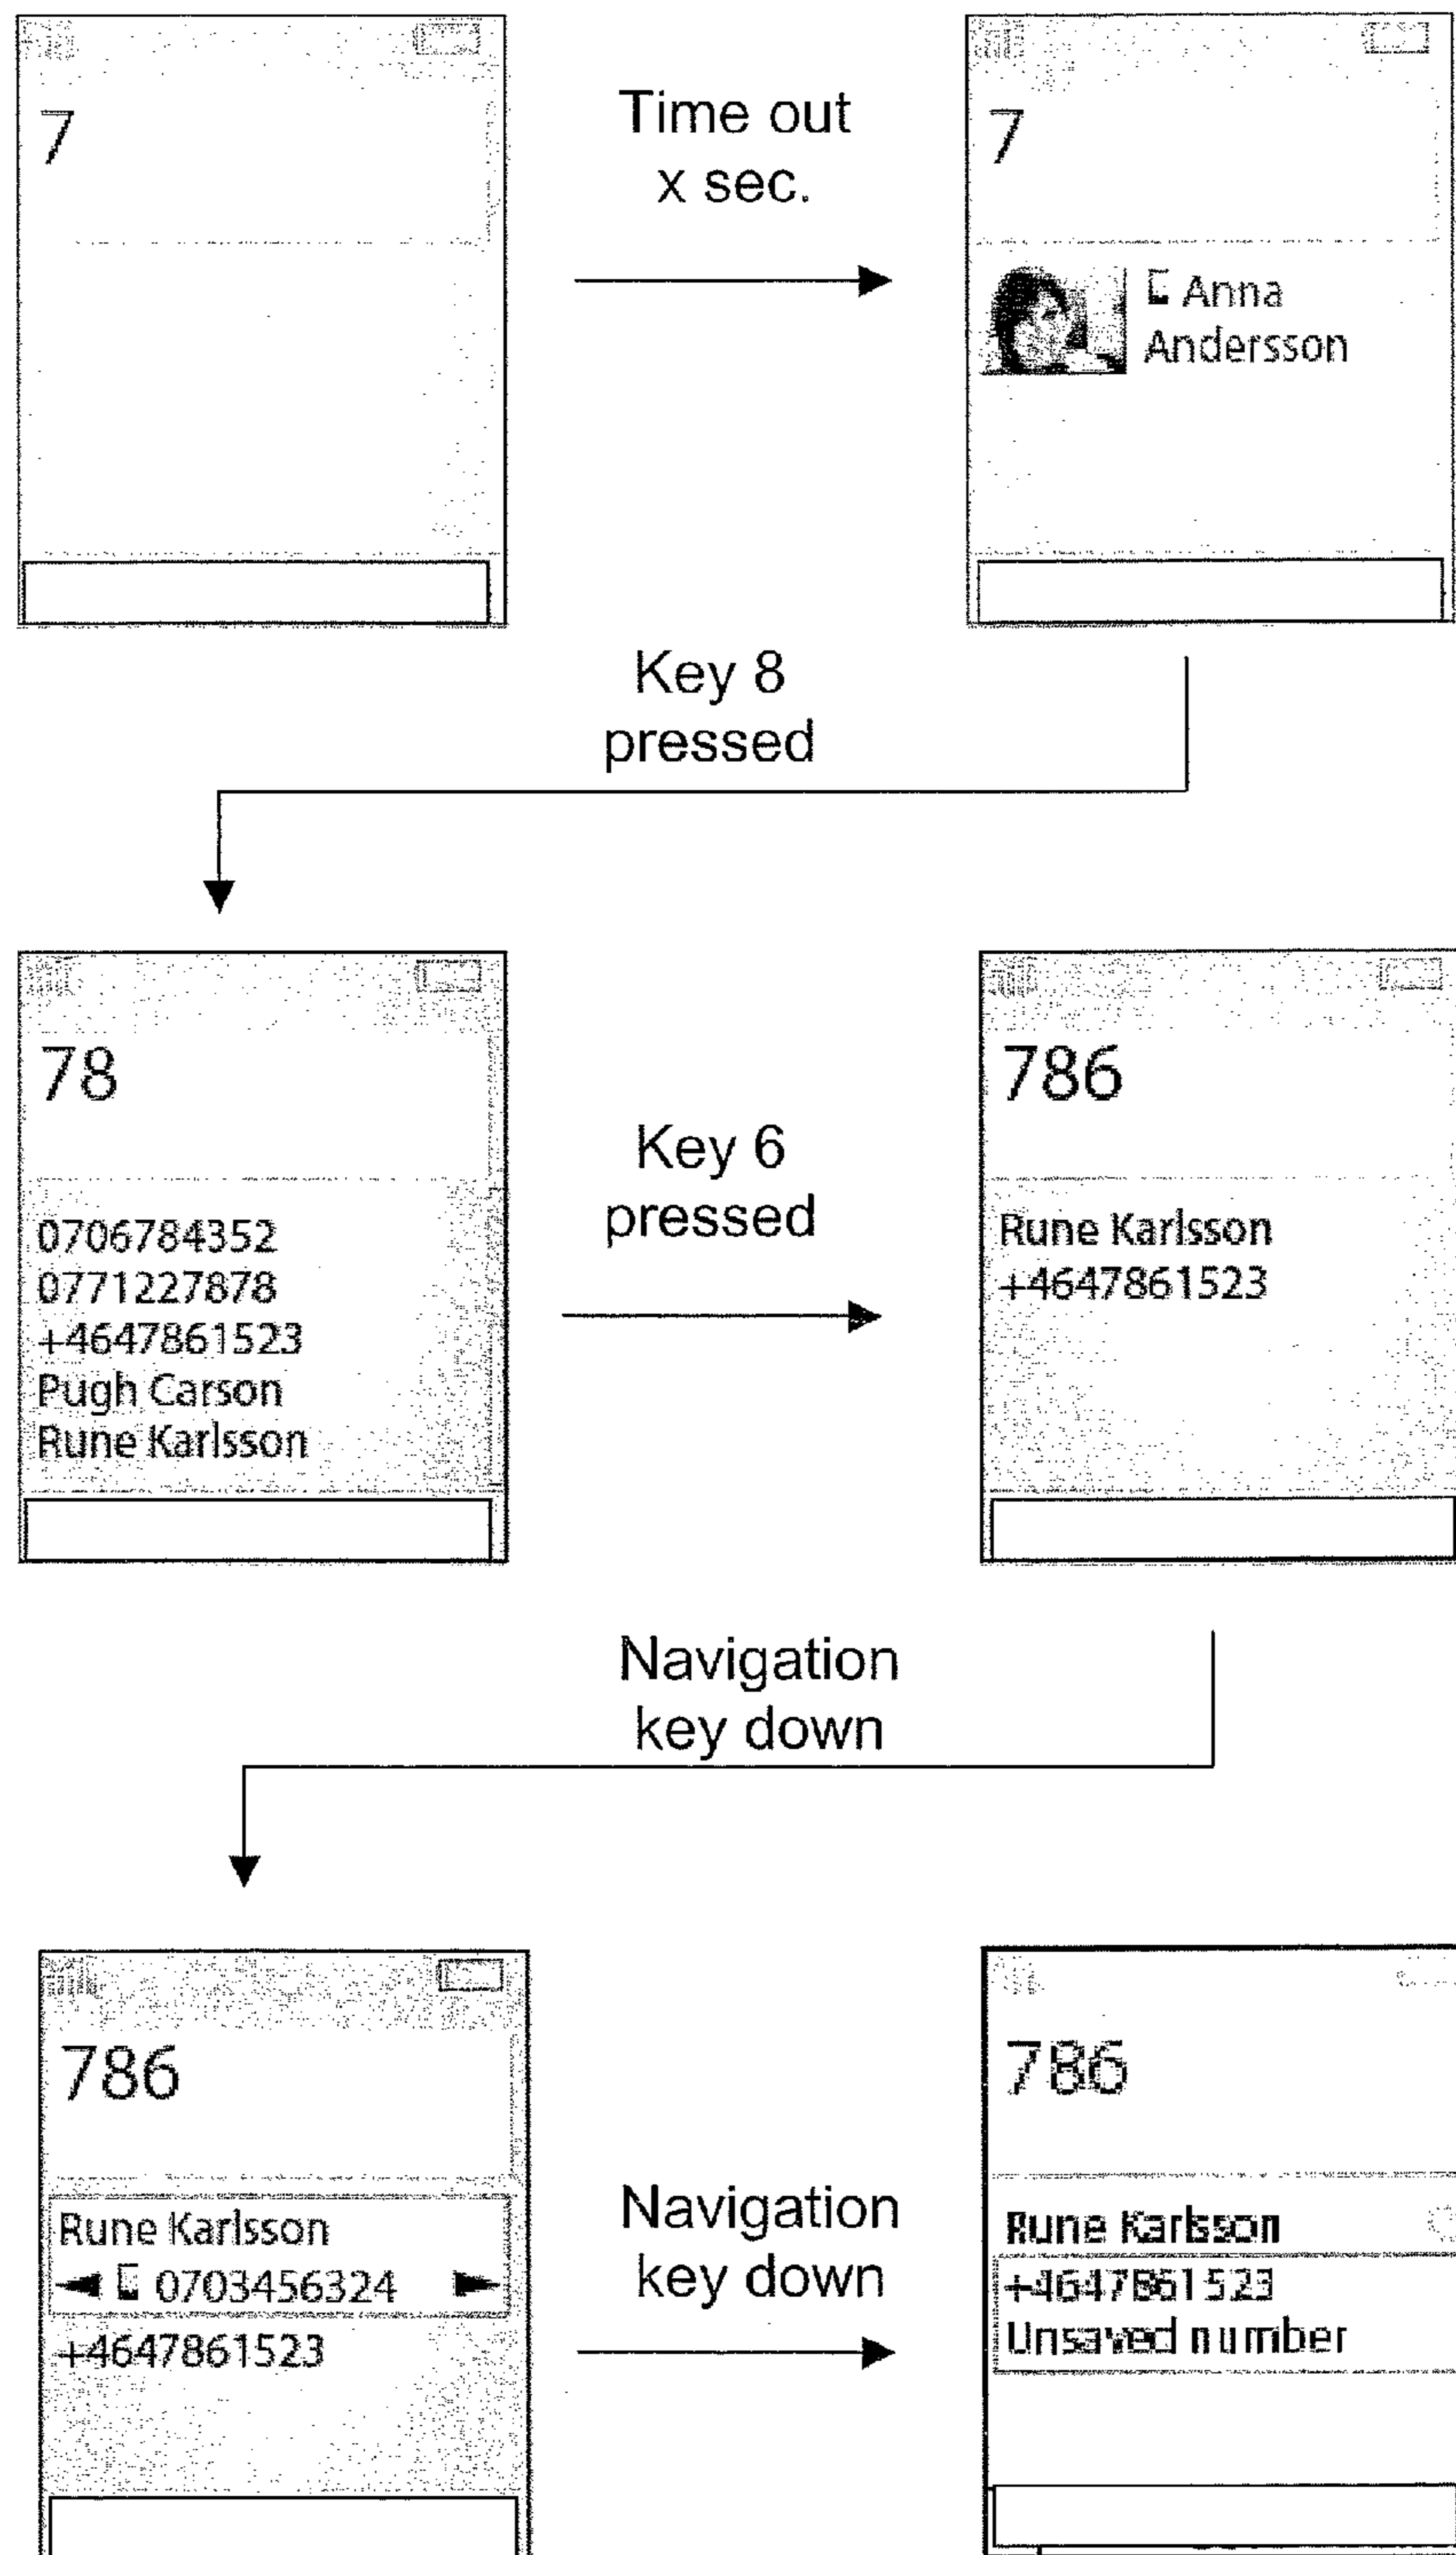 7
Time out
x sec.
7
Anna
Andersson
Key 8
pressed
78
0706784352
0771227878
+4647861523
Pugh Carson
Rune Karlsson
Key 6
pressed
786
Rune Karlsson
+4647861523
Navigation
key down
786
Rune Karlsson
0703456324
+4647861523
Navigation
key down
786
Rune Karlsson
+4647861523
Unsaved number